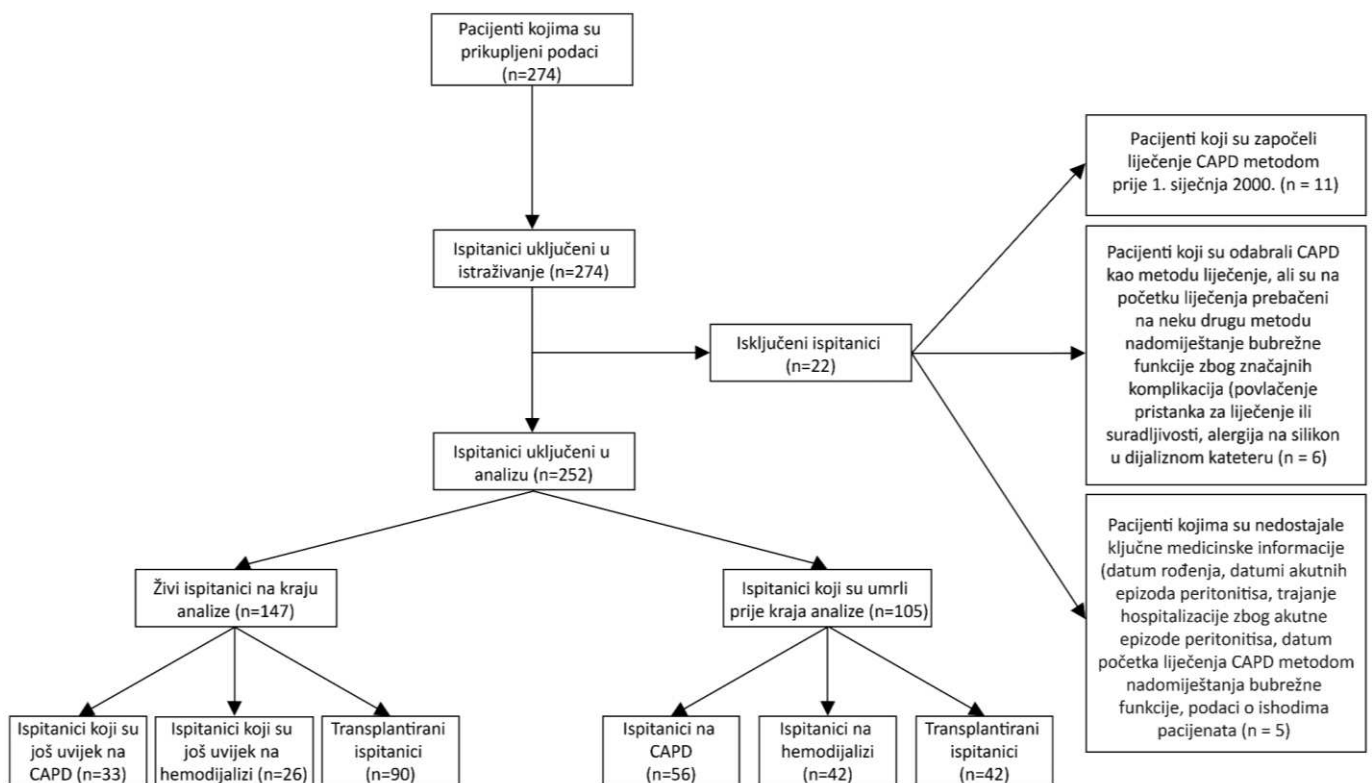 Pacijenti kojima su
prikupljeni podaci
(n=274)
Ispitanici uključeni u
istraživanje (n=274)
Isključeni ispitanici
(n=22)
Pacijenti koji su započeli
liječenje CAPD metodom
prije 1. siječnja 2000. (n = 11)
Pacijenti koji su odabrali CAPD
kao metodu liječenje, ali su na
početku liječenja prebačeni
na neku drugu metodu
nadomiještanje bubrežne
funkcije zbog značajnih
komplikacija (povlačenje
pristanka za liječenje ili
suradljivosti, alergija na silikon
u dijaliznom kateteru (n = 6)
Pacijenti kojima su nedostajale
ključne medicinske informacije
(datum rođenja, datumi akutnih
epizoda peritonitisa, trajanje
hospitalizacije zbog akutne
epizode peritonitisa, datum
početka liječenja CAPD metodom
nadomiještanja bubrežne
funkcije, podaci o ishodima
pacijenata (n = 5)
Ispitanici uključeni u
analizu (n=252)
Živi ispitanici na kraju
analize (n=147)
Ispitanici koji su umrli
prije kraja analize (n=105)
Ispitanici koji su
još uvijek na
CAPD (n=33)
Ispitanici koji su
još uvijek na
hemodijalizi (n=26)
Transplantirani
ispitanici
(n=90)
Ispitanici na
CAPD
(n=56)
Ispitanici na
hemodijalizi
(n=42)
Transplantirani
ispitanici
(n=42)